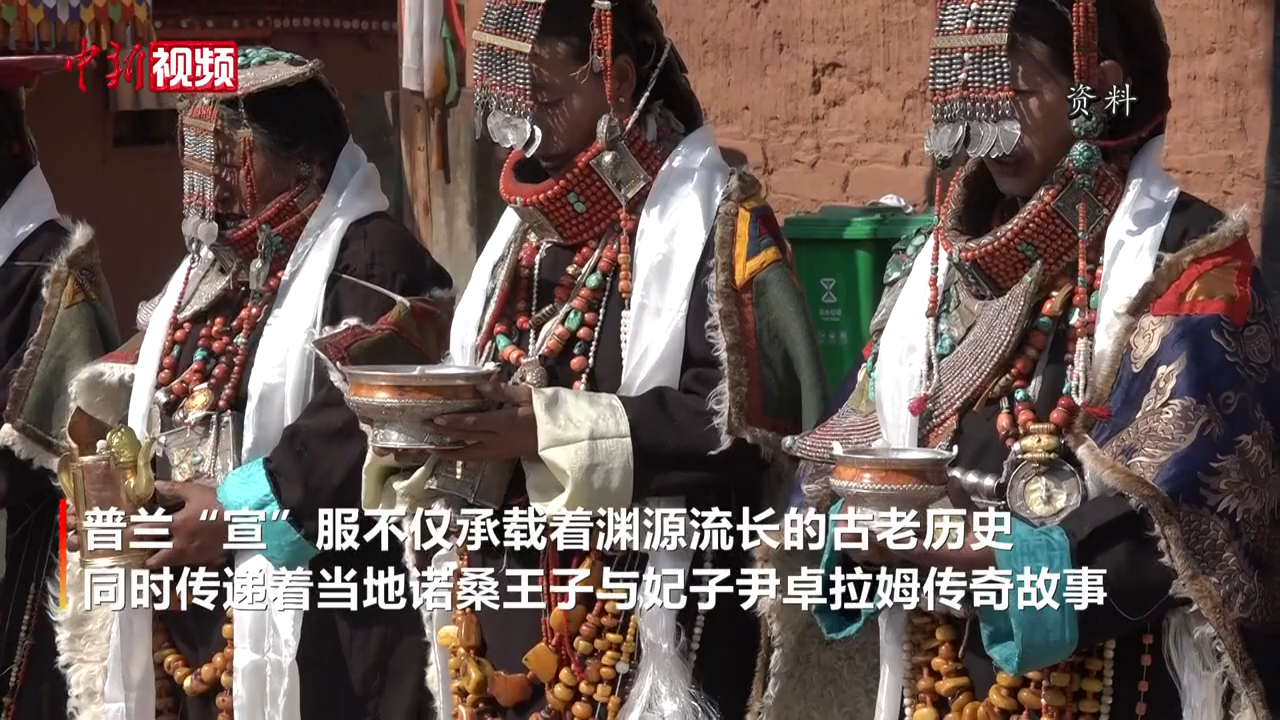 中新视频
资料
普兰“宣”服不仅承载着渊源流长的古老历史
同时传递着当地诺桑王子与妃子尹卓拉姆传奇故事